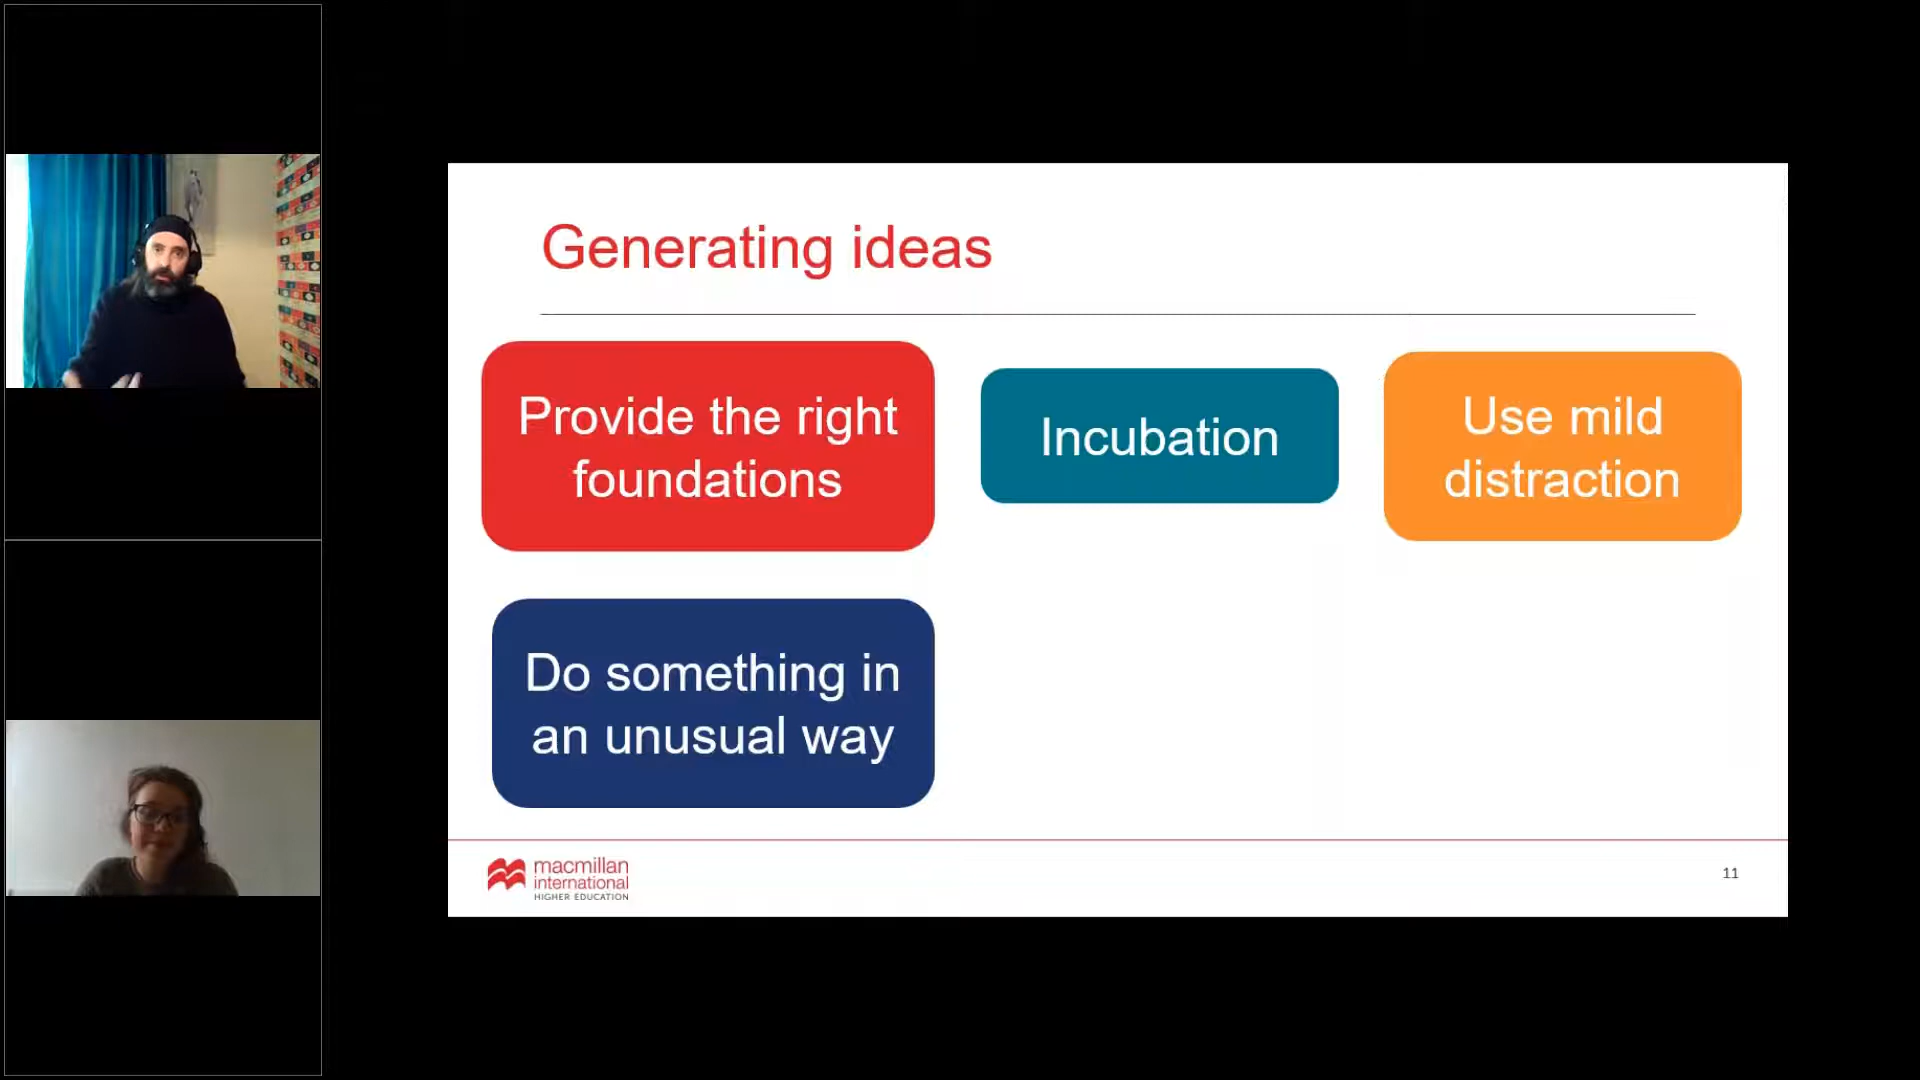 Generating ideas
Provide the right
foundations
Incubation
Use mild
distraction
Do something in
an unusual way
macmillan
international
HIGHER EDUCATION
11